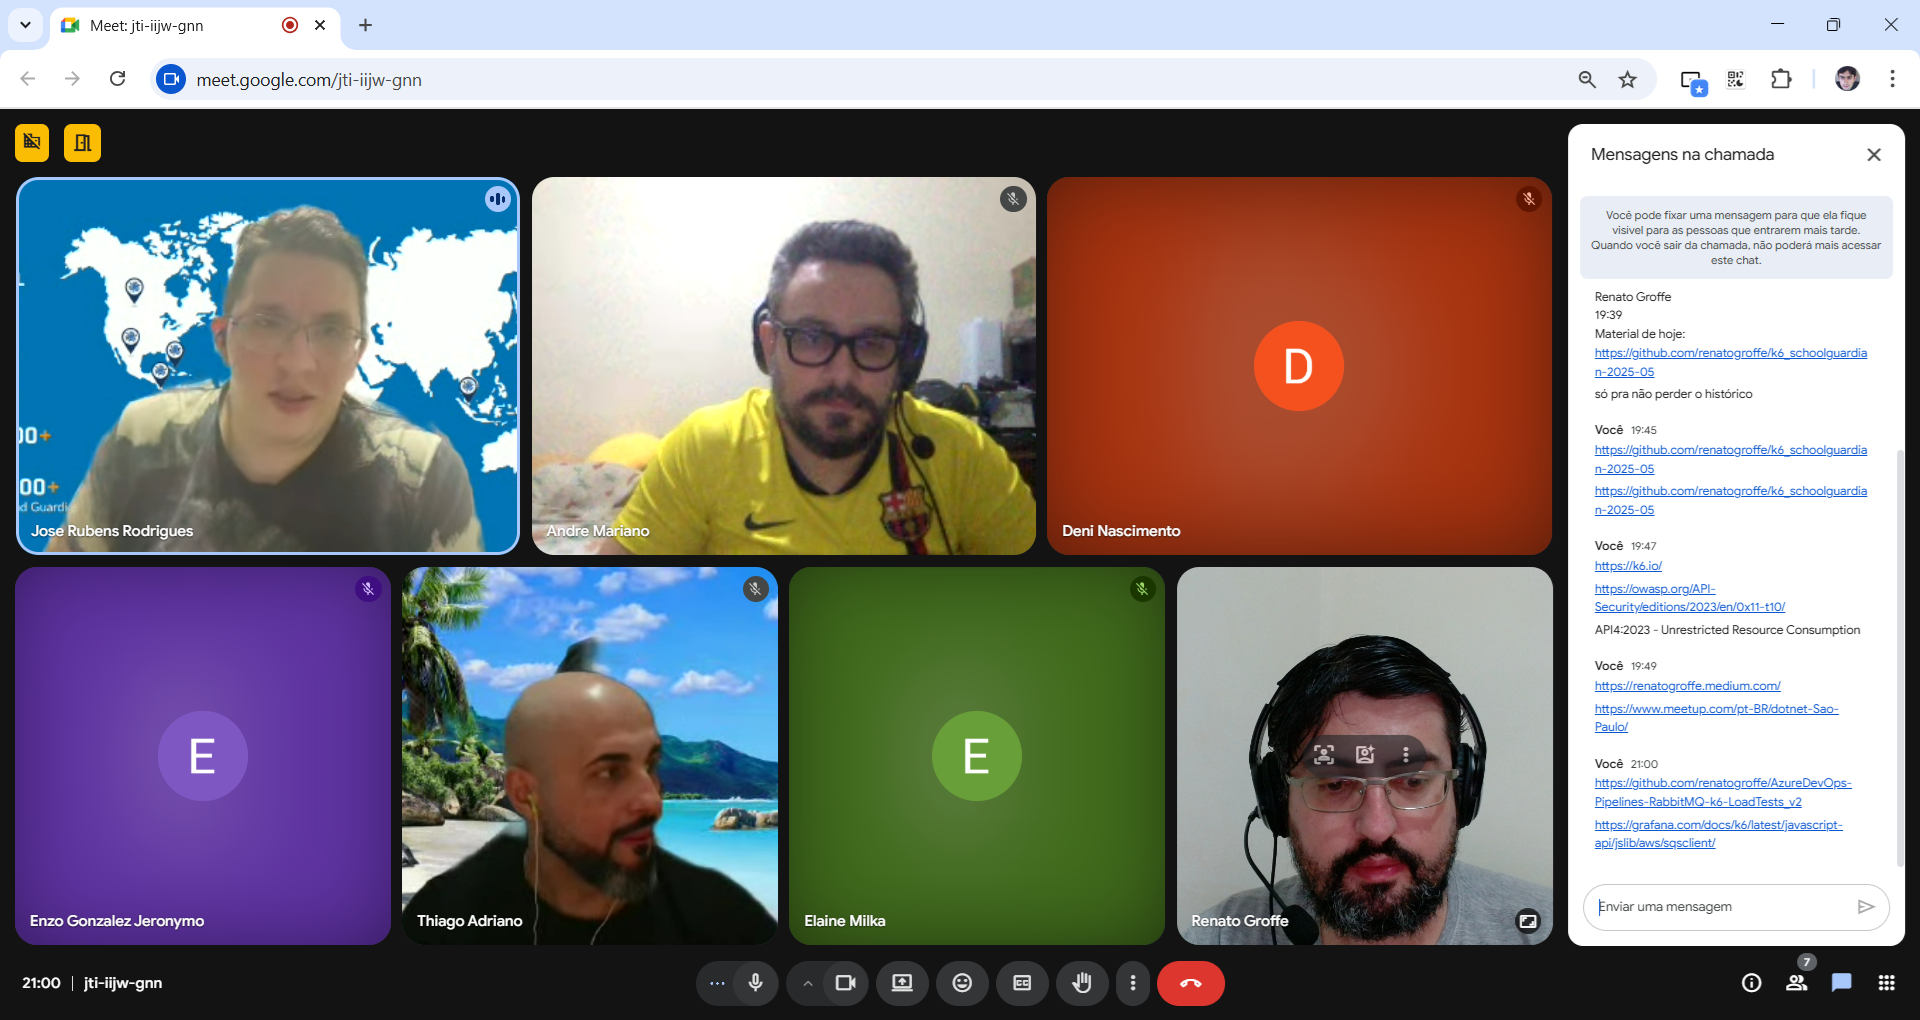 Meet: jti-iijw-gnn
meet.google.com/jti-iijw-gnn
Mensagens na chamada
Você pode fixar uma mensagem para que ela fique
visível para as pessoas que entrarem mais tarde.
Quando você sair da chamada, não poderá mais acessar
este chat.
Renato Groffe
19:39
Material de hoje:
https://github.com/renatogroffe/k6_schoolguardia
n-2025-05
só pra não perder o histórico
Você 19:45
https://github.com/renatogroffe/k6_schoolguardia
n-2025-05
https://github.com/renatogroffe/k6_schoolguardia
n-2025-05
Você 19:47
https://k6.io/
https://owasp.org/API-
Security/editions/2023/en/0x11-t10/
API4:2023 - Unrestricted Resource Consumption
Você 19:49
https://renatogroffe.medium.com/
https://www.meetup.com/pt-BR/dotnet-Sao-
Paulo/
Você 21:00
https://github.com/renatogroffe/AzureDevOps-
Pipelines-RabbitMQ-k6-LoadTests_v2
https://grafana.com/docs/k6/latest/javascript-
api/jslib/aws/sqsclient/
Enviar uma mensagem
00+
00+
d Guardi
Jose Rubens Rodrigues
Andre Mariano
D
Deni Nascimento
E
Enzo Gonzalez Jeronymo
Thiago Adriano
E
Elaine Milka
Renato Groffe
21:00 | jti-iijw-gnn
CC
7